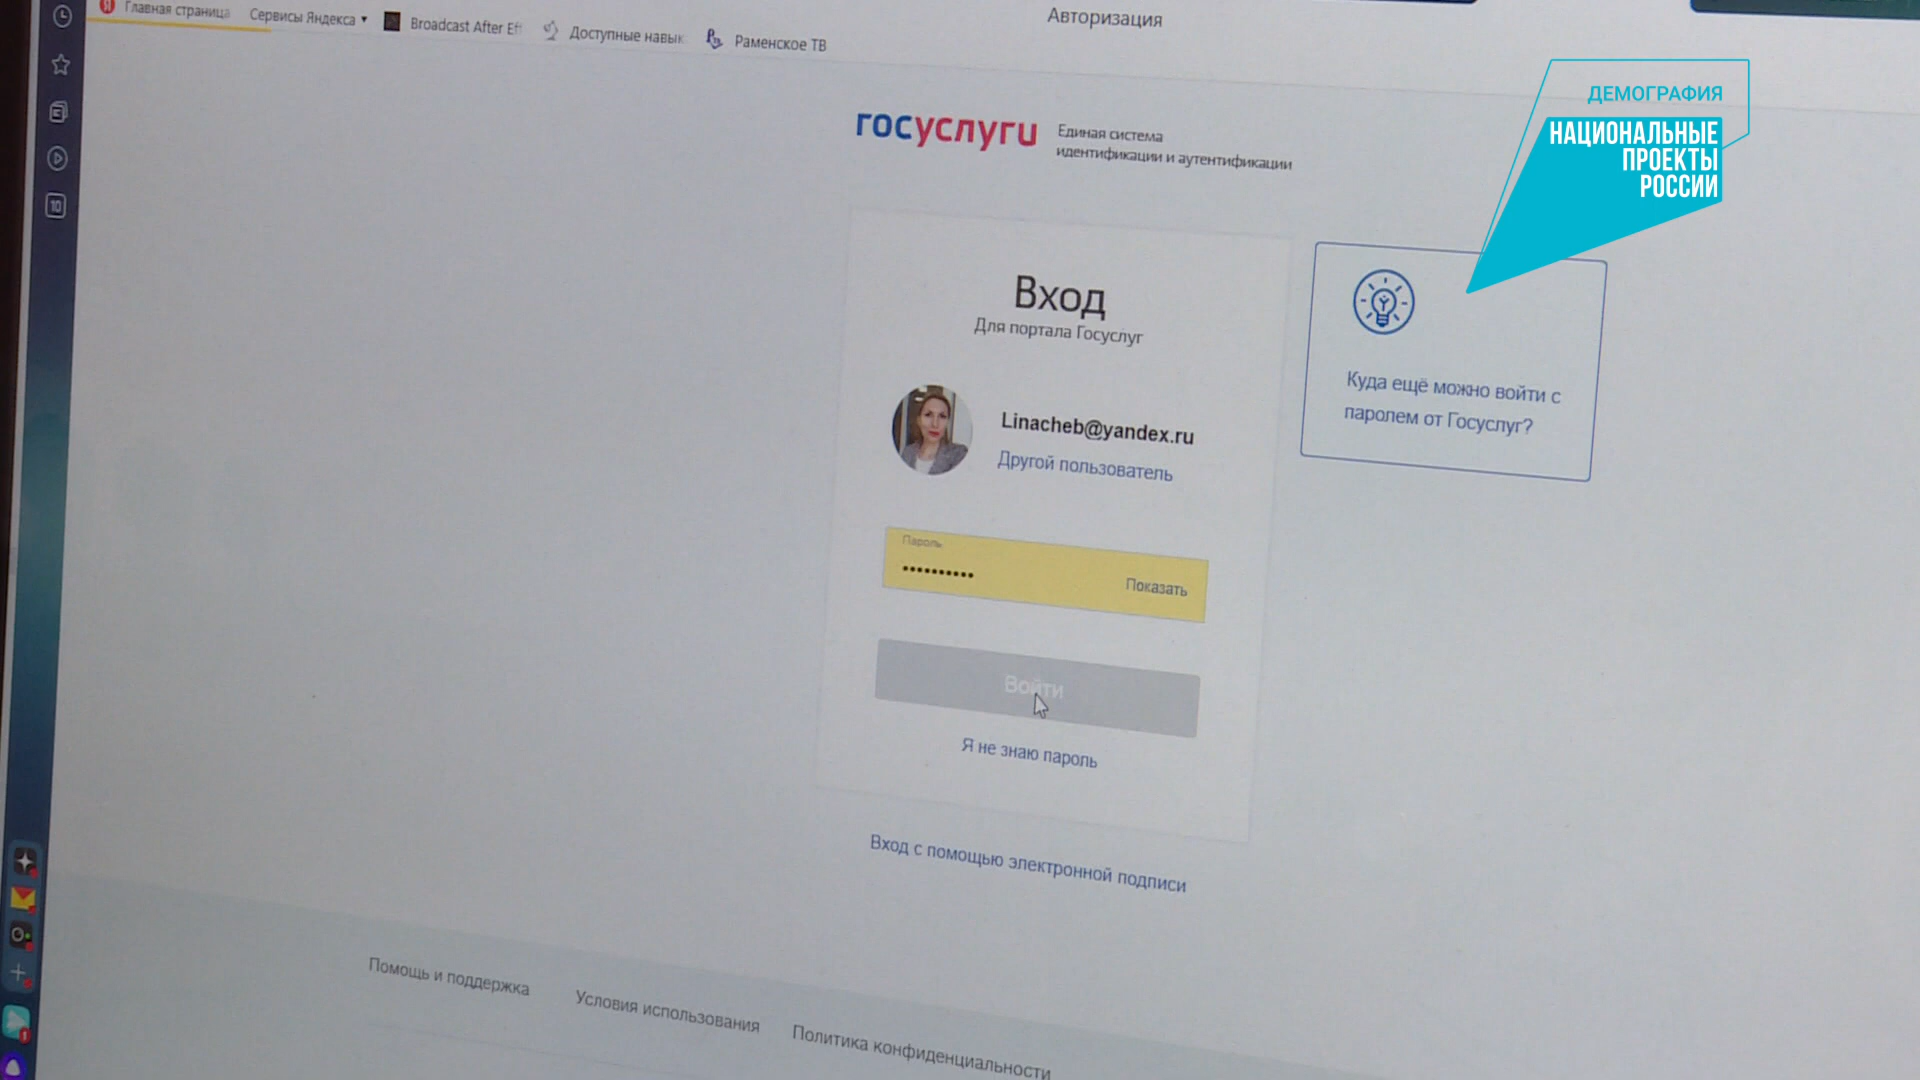 Главная страница
Сервисы Яндекса
Broadcast After Eff
Доступные навык
Раменское ТВ
Авторизация
ДЕМОГРАФИЯ
НАЦИОНАЛЬНЫЕ
ПРОЕКТЫ
РОССИИ
госуслуги
Единая система
идентификации и аутентификации
10
Вход
Для портала Госуслуг
Linacheb@yandex.ru
Другой пользователь
Куда ещё можно войти с
паролем от Госуслуг?
Пароль
••••••••••
Показать
Войти
Я не знаю пароль
Вход с помощью электронной подписи
Помощь и поддержка
Условия использования
Политика конфиденциальности